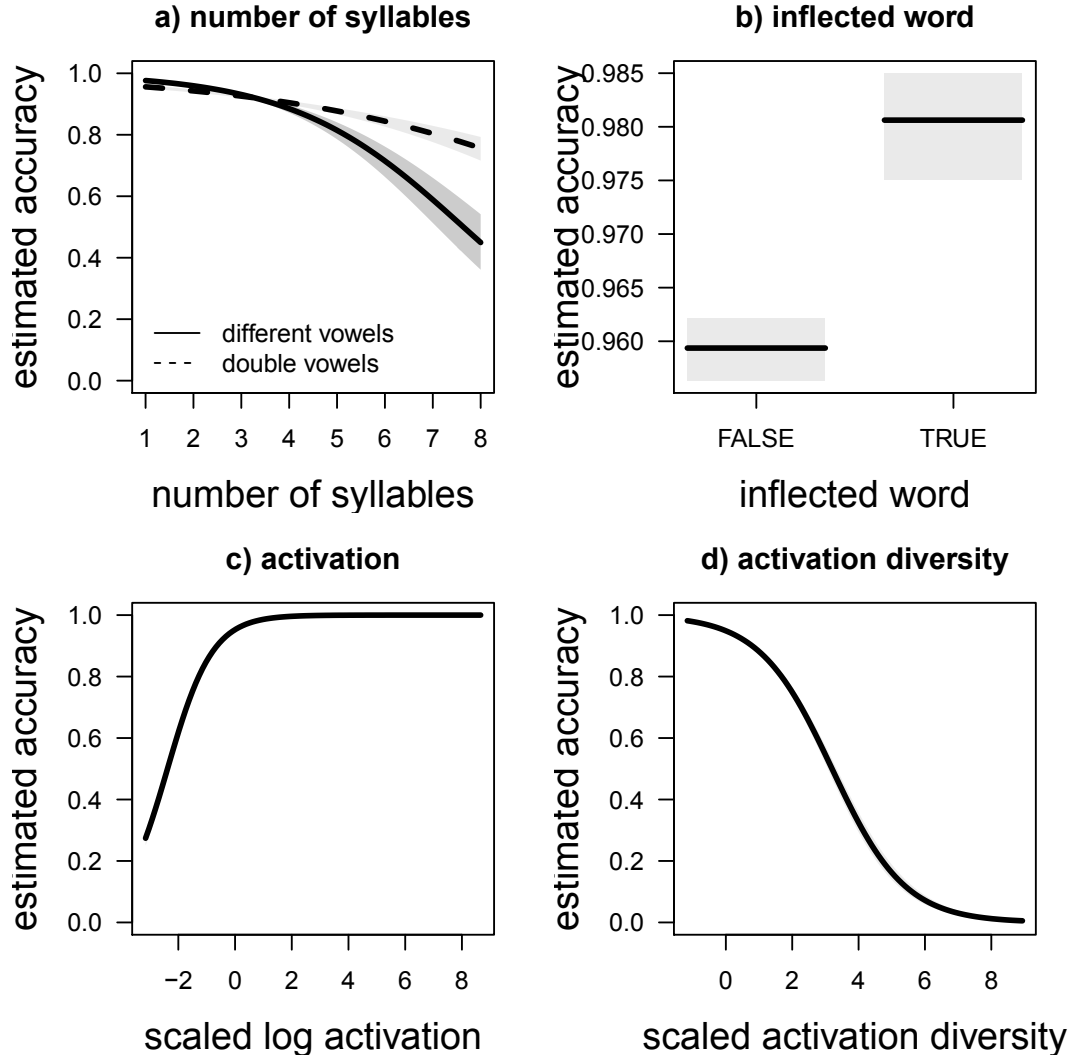 a) number of syllables
estimated accuracy
1.0
0.8
0.6
0.4
0.2
0.0
different vowels
double vowels
1 2 3 4 5 6 7 8
number of syllables
b) inflected word
estimated accuracy
0.985
0.980
0.975
0.970
0.965
0.960
FALSE TRUE
inflected word
c) activation
estimated accuracy
1.0
0.8
0.6
0.4
0.2
0.0
−2 0 2 4 6 8
scaled log activation
d) activation diversity
estimated accuracy
1.0
0.8
0.6
0.4
0.2
0.0
0 2 4 6 8
scaled activation diversity